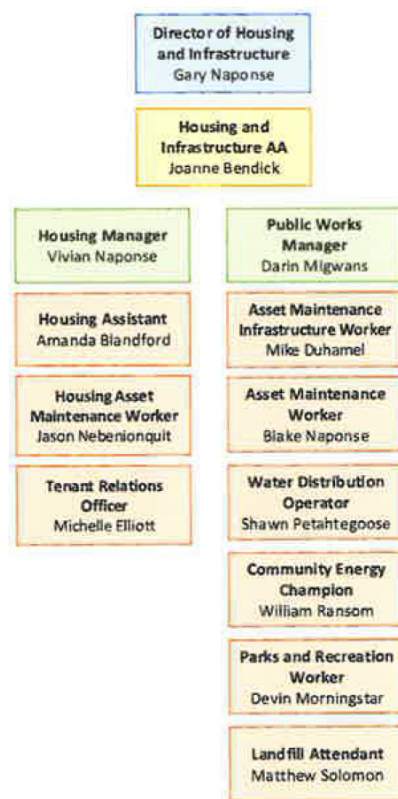 Director of Housing
and Infrastructure
Gary Naponse
Housing and
Infrastructure AA
Joanne Bendick
Housing Manager
Vivian Naponse
Housing Assistant
Amanda Blandford
Housing Asset
Maintenance Worker
Jason Nebenionquit
Tenant Relations
Officer
Michelle Elliott
Public Works
Manager
Darin Migwans
Asset Maintenance
Infrastructure Worker
Mike Duhamel
Asset Maintenance
Worker
Blake Naponse
Water Distribution
Operator
Shawn Petahtegoose
Community Energy
Champion
William Ransom
Parks and Recreation
Worker
Devin Morningstar
Landfill Attendant
Matthew Solomon